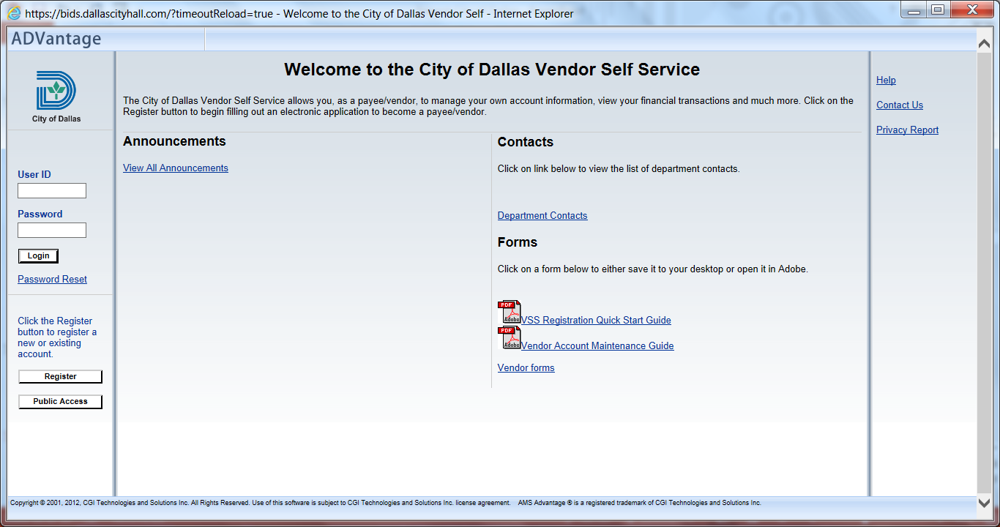 https://bids.dallascityhall.com/?timeoutReload=true - Welcome to the City of Dallas Vendor Self - Internet Explorer
ADVantage
City of Dallas
User ID
Password
Login
Password Reset
Click the Register
button to register a
new or existing
account.
Register
Public Access
Welcome to the City of Dallas Vendor Self Service
The City of Dallas Vendor Self Service allows you, as a payee/vendor, to manage your own account information, view your financial transactions and much more. Click on the
Register button to begin filling out an electronic application to become a payee/vendor.
Announcements
View All Announcements
Contacts
Click on link below to view the list of department contacts.
Department Contacts
Forms
Click on a form below to either save it to your desktop or open it in Adobe.
PDF
Adobe
VSS Registration Quick Start Guide
PDF
Adobe
Vendor Account Maintenance Guide
Vendor forms
Help
Contact Us
Privacy Report
Copyright © 2001, 2012, CGI Technologies and Solutions Inc. All Rights Reserved. Use of this software is subject to CGI Technologies and Solutions Inc. license agreement. AMS Advantage ® is a registered trademark of CGI Technologies and Solutions Inc.